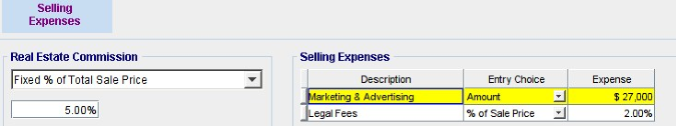 Selling
Expenses
Real Estate Commission
Fixed % of Total Sale Price
5.00%
Selling Expenses
Description Entry Choice Expense
Marketing & Advertising Amount $ 27,000
Legal Fees % of Sale Price 2.00%